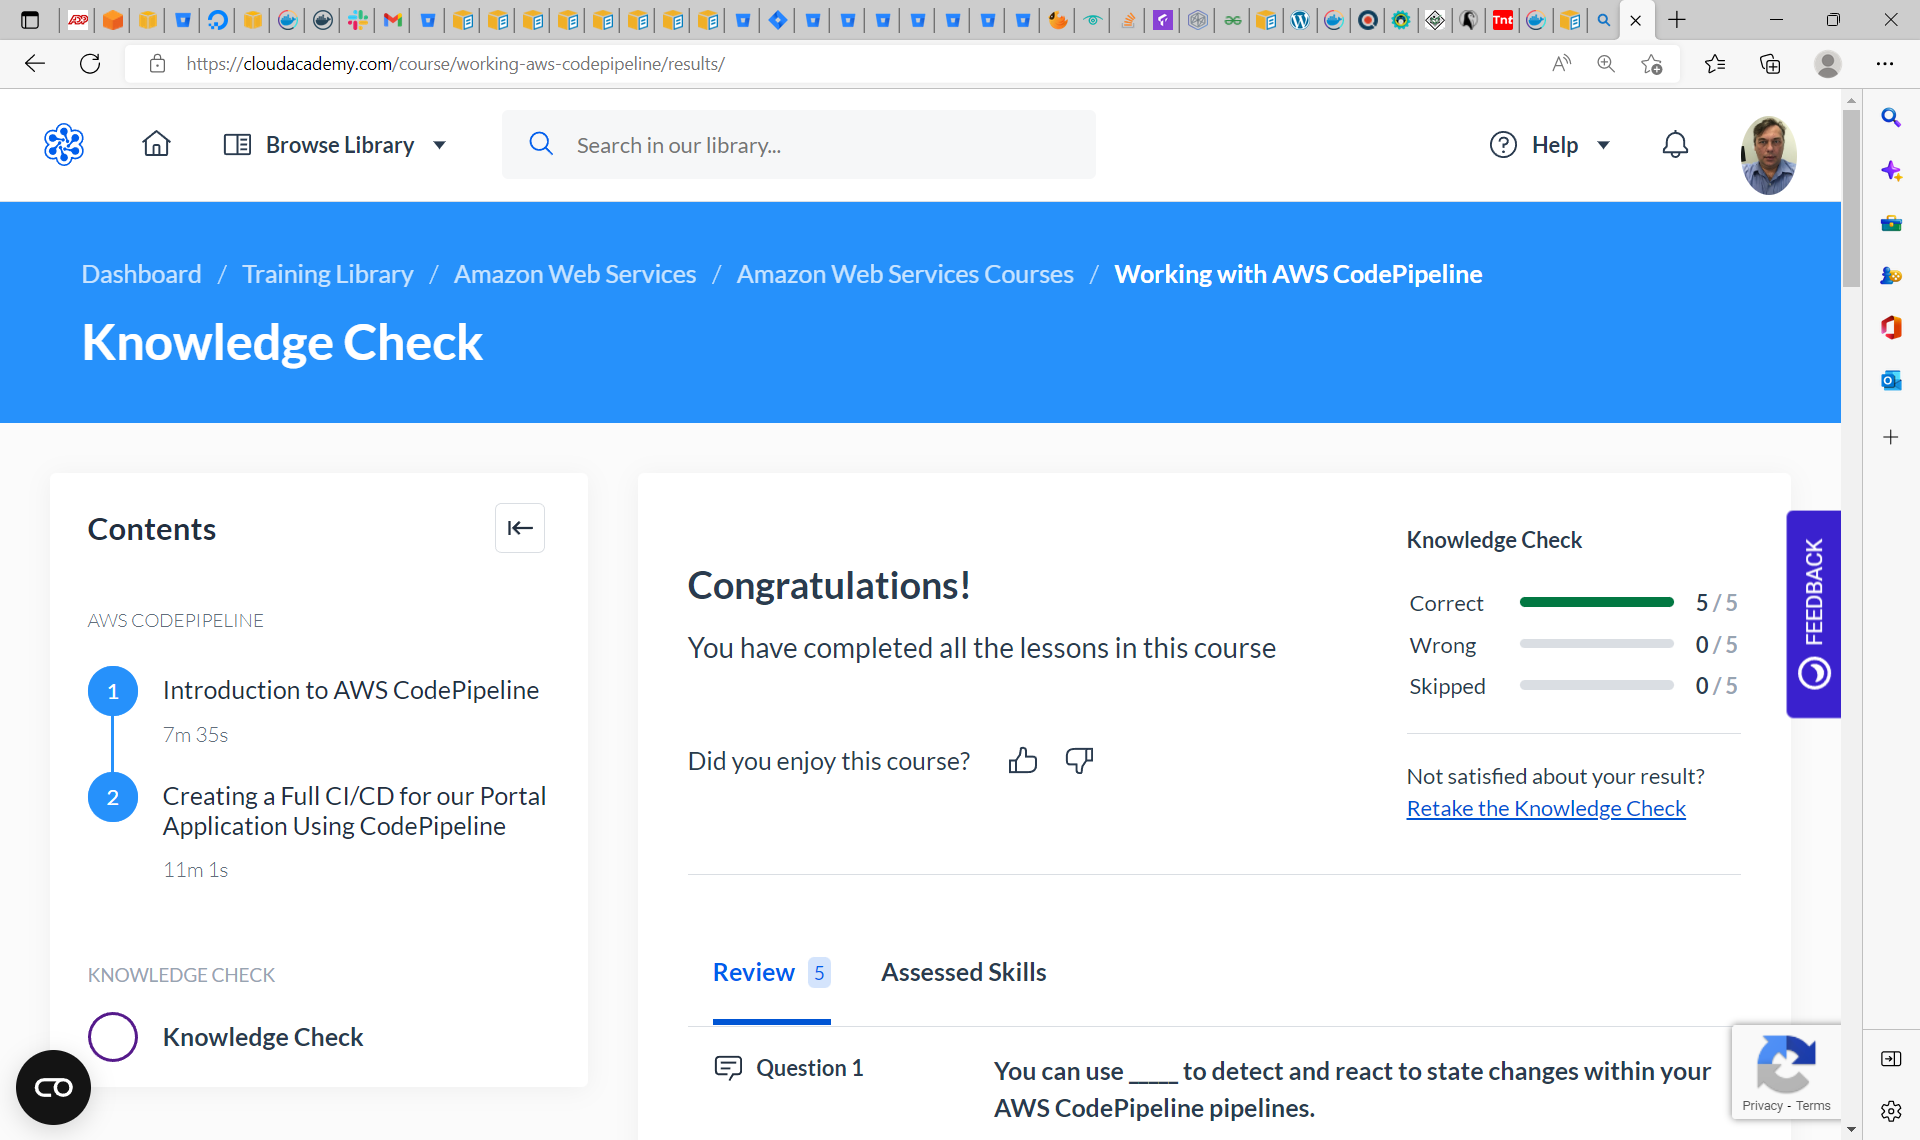 ADP
Tnt
https://cloudacademy.com/course/working-aws-codepipeline/results/
Browse Library
Search in our library...
Help
Dashboard / Training Library / Amazon Web Services / Amazon Web Services Courses / Working with AWS CodePipeline
Knowledge Check
Contents
AWS CODEPIPELINE
1
Introduction to AWS CodePipeline
7m 35s
2
Creating a Full CI/CD for our Portal
Application Using CodePipeline
11m 1s
KNOWLEDGE CHECK
Knowledge Check
Congratulations!
You have completed all the lessons in this course
Did you enjoy this course?
Knowledge Check
Correct 5 / 5
Wrong 0 / 5
Skipped 0 / 5
Not satisfied about your result?
Retake the Knowledge Check
FEEDBACK
Review 5
Assessed Skills
Question 1
You can use _____ to detect and react to state changes within your
AWS CodePipeline pipelines.
Privacy - Terms